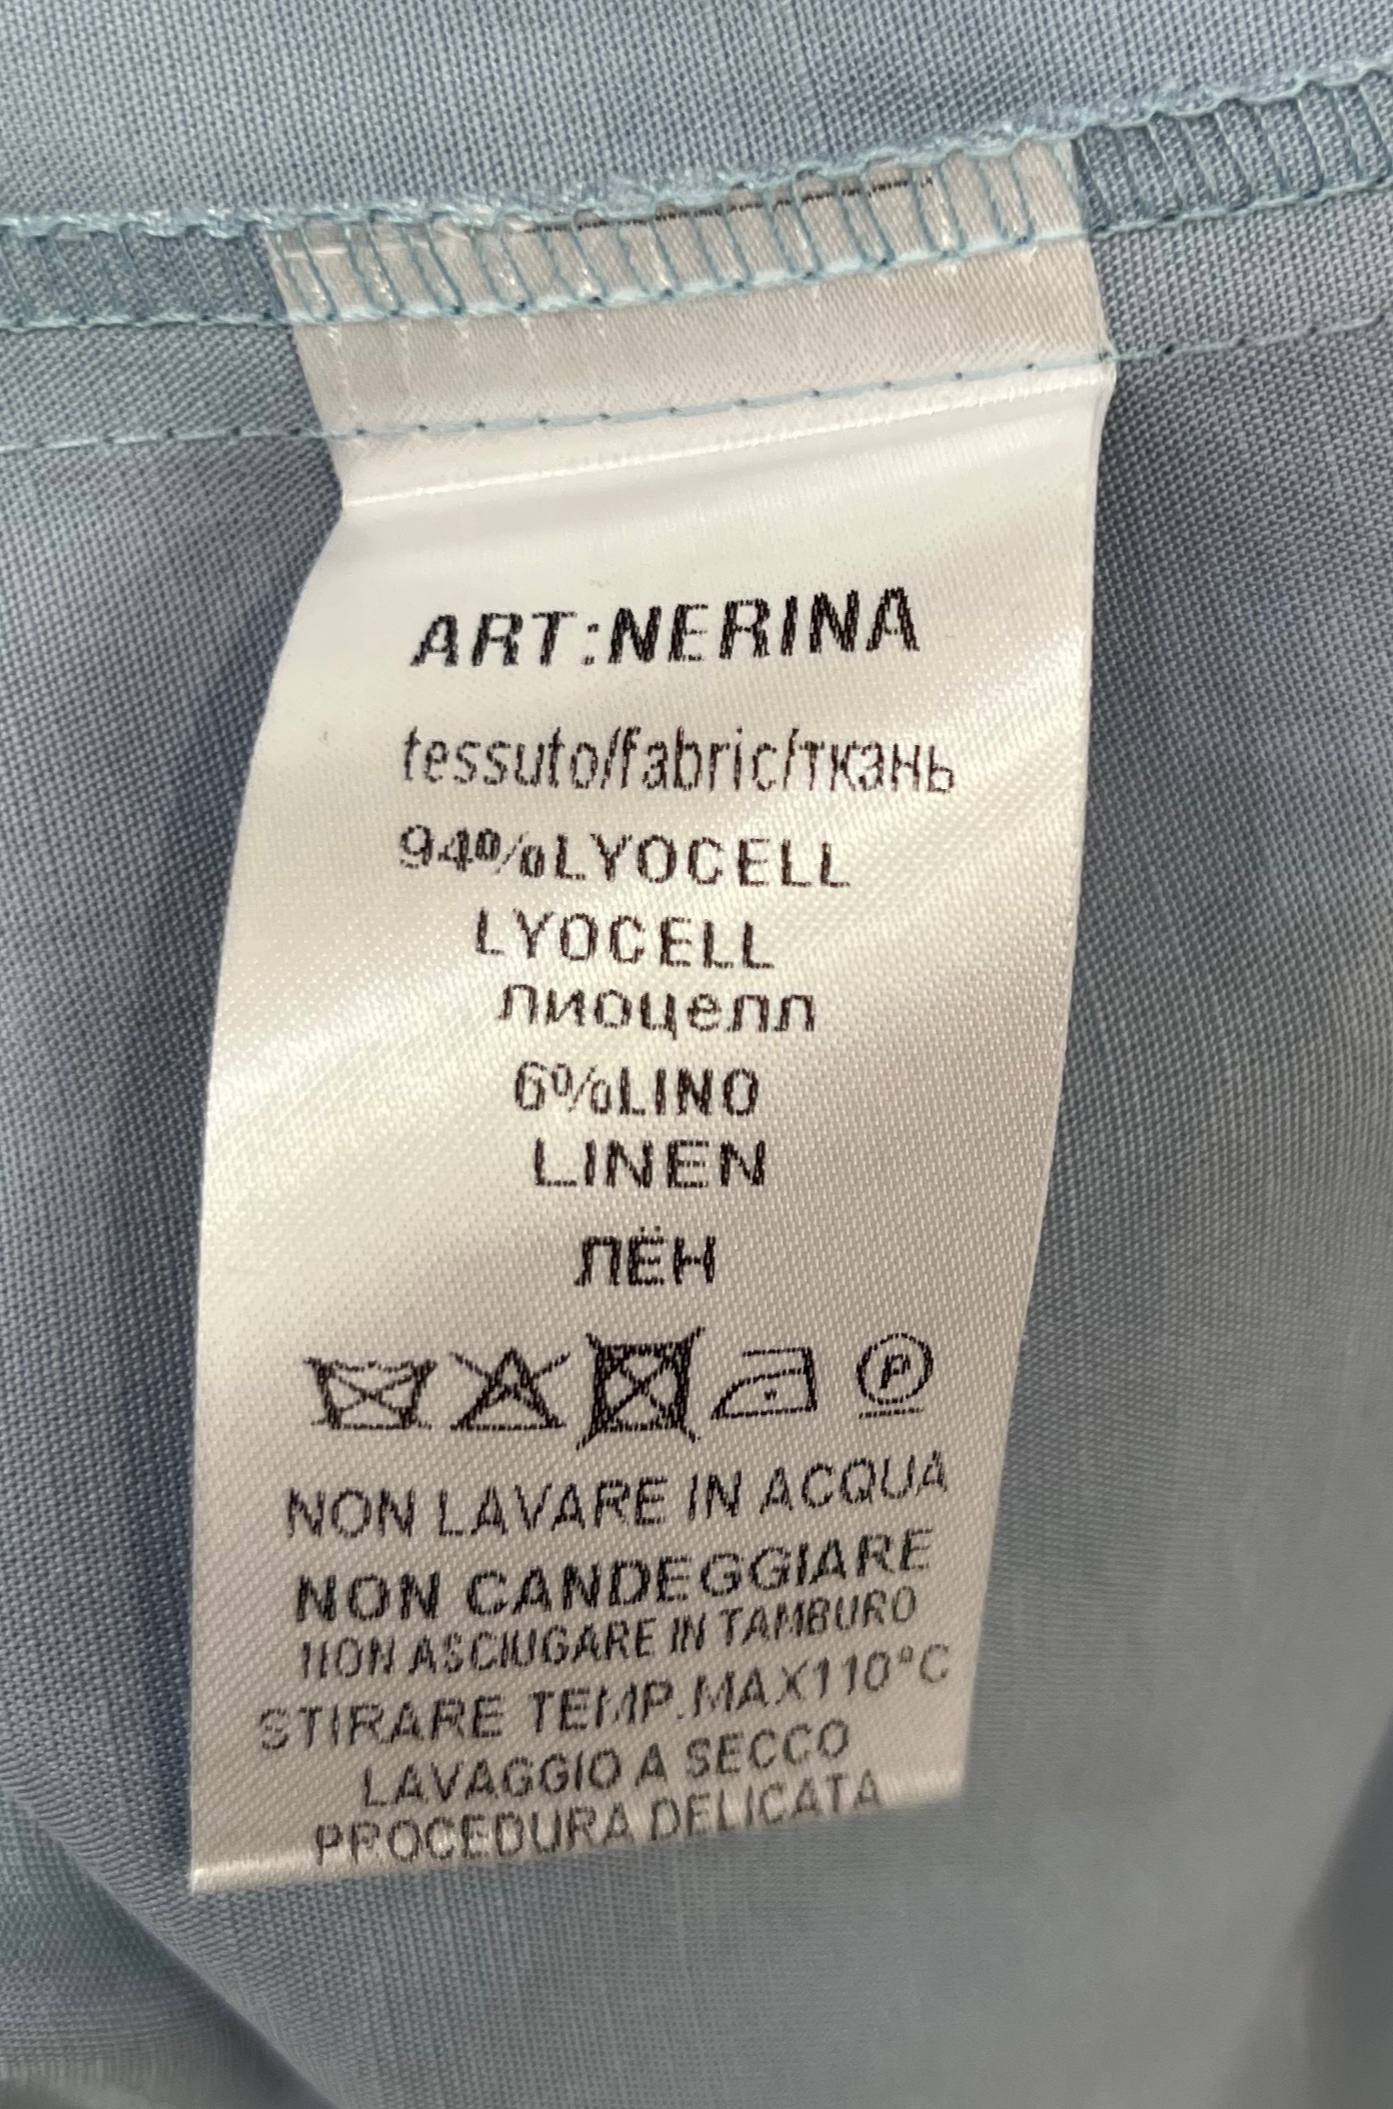 ART:NERINA
tessuto/fabric/ткань
94%LYOCELL
LYOCELL
лиоцелл
6%LINO
LINEN
ЛЁН
P
NON LAVARE IN ACQUA
NON CANDEGGIARE
NON ASCIUGARE IN TAMBURO
STIRARE TEMP.MAX110°C
LAVAGGIO A SECCO
PROCEDURA DELICATA